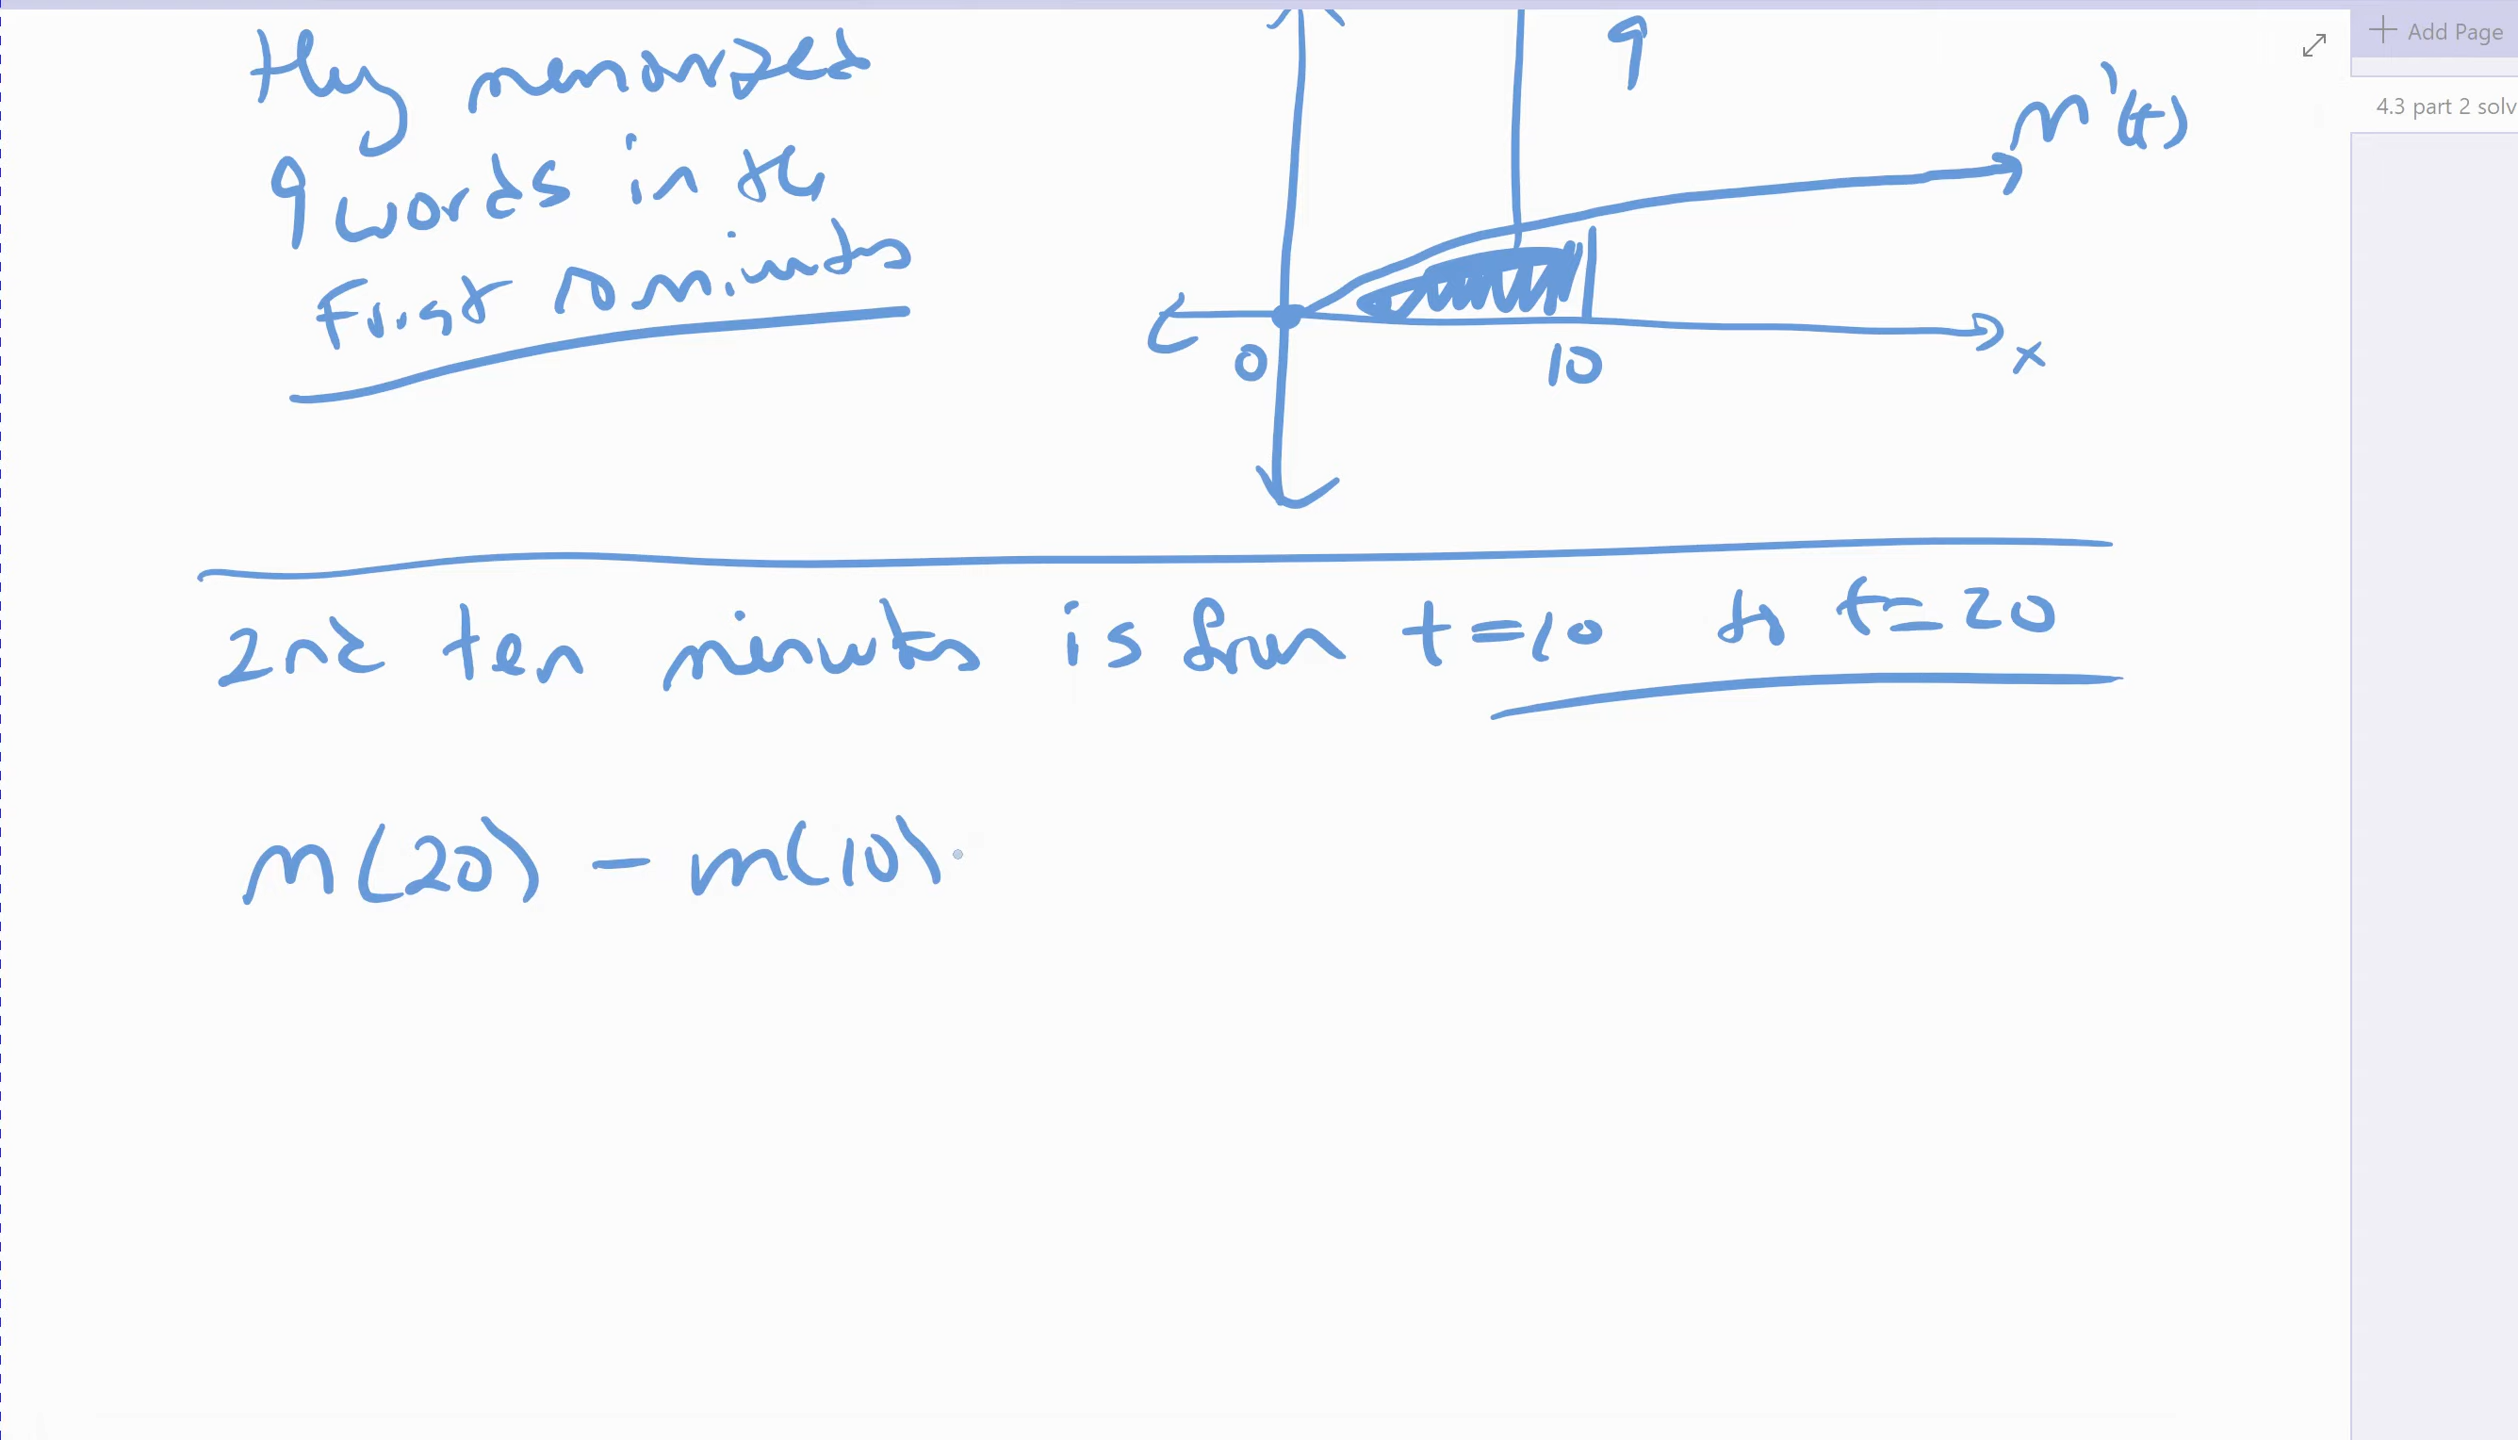 they memorized
9 words in the
first 10 minutes
9
m'(t)
0
10
x
2nd ten minutes is from t=10 to t=20
m(20) - m(10)
Add Page
4.3 part 2 solv